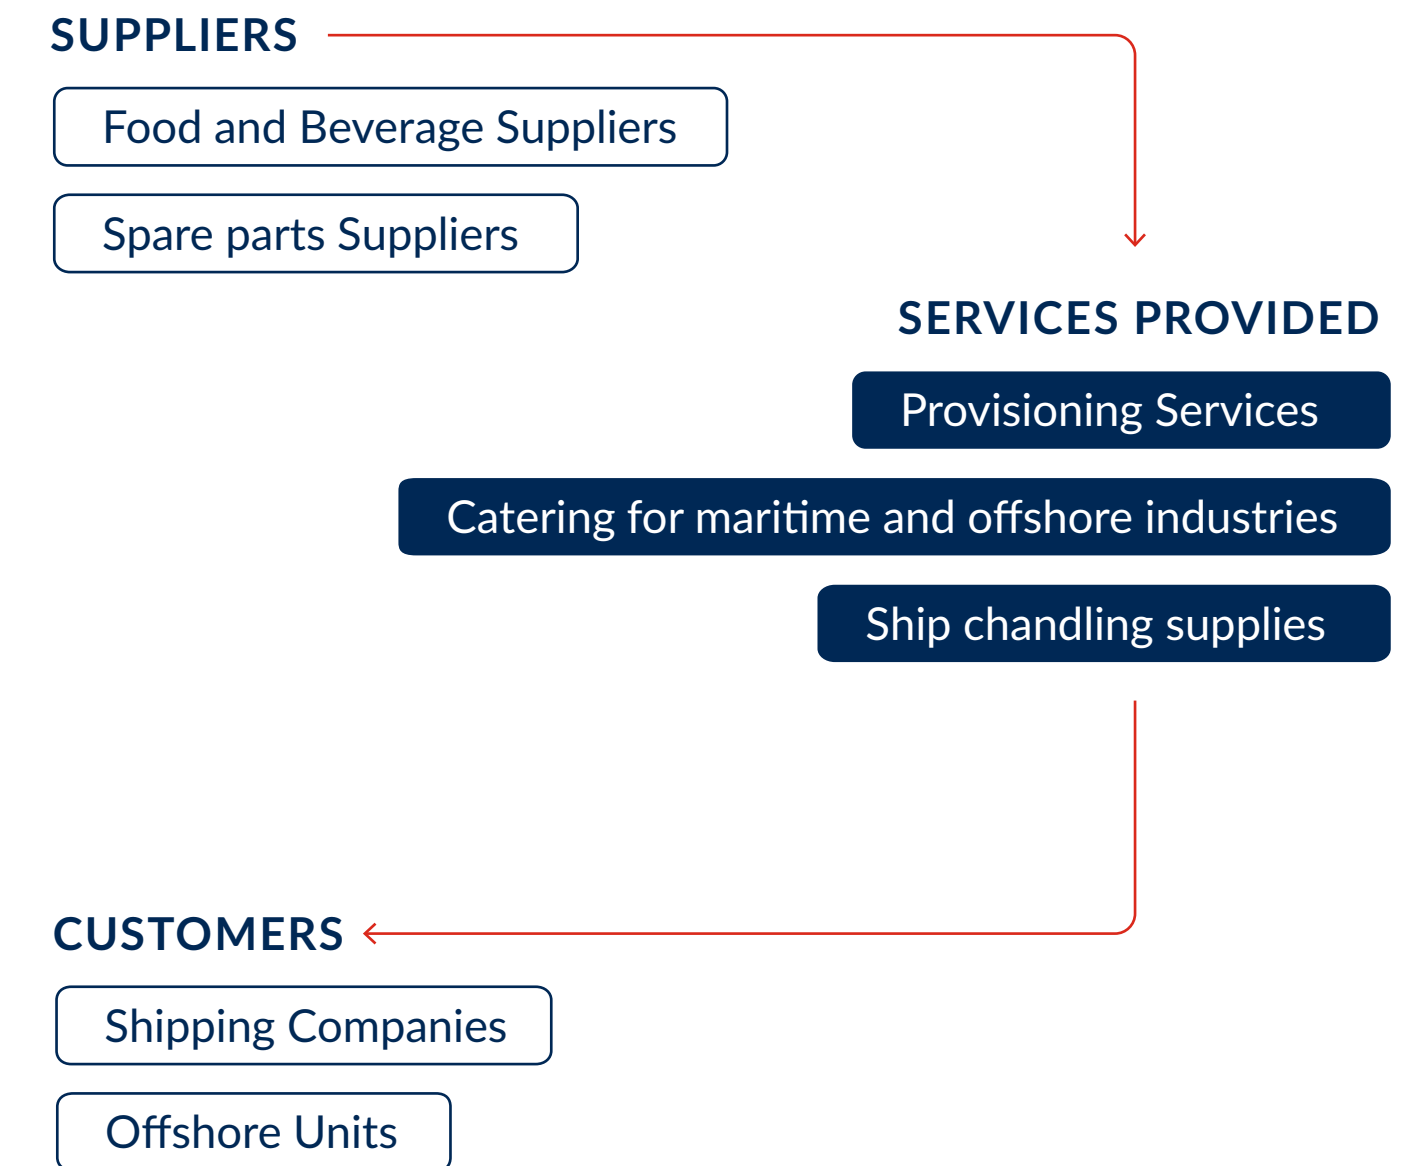 SUPPLIERS
Food and Beverage Suppliers
Spare parts Suppliers
SERVICES PROVIDED
Provisioning Services
Catering for maritime and offshore industries
Ship chandling supplies
CUSTOMERS
Shipping Companies
Offshore Units